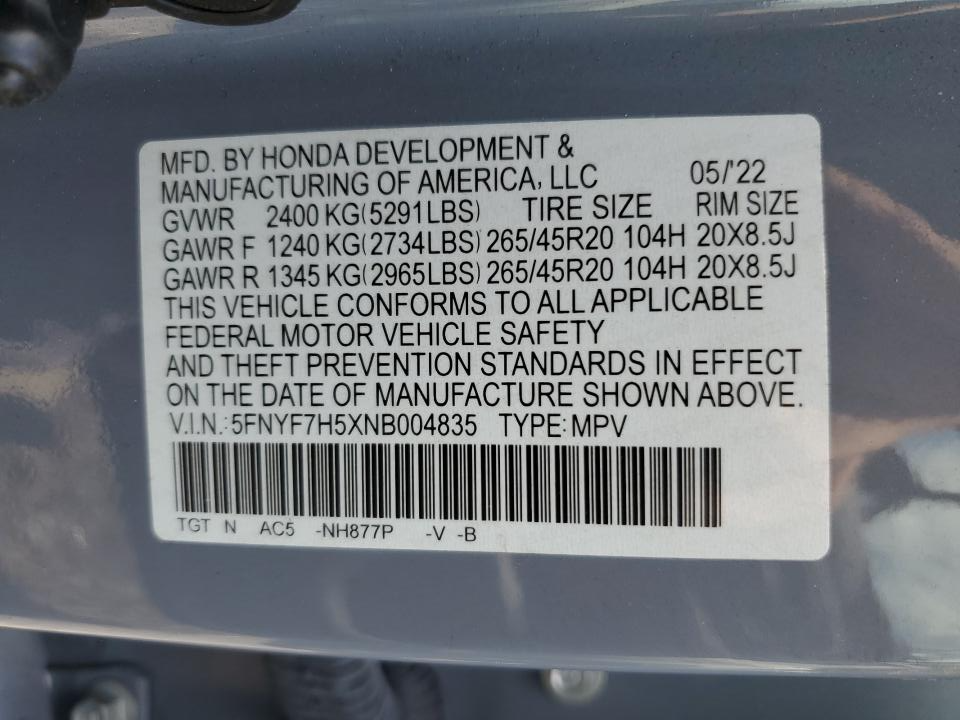 MFD. BY HONDA DEVELOPMENT &
MANUFACTURING OF AMERICA, LLC 05/'22
GVWR 2400 KG(5291LBS) TIRE SIZE RIM SIZE
GAWR F 1240 KG(2734LBS) 265/45R20 104H 20X8.5J
GAWR R 1345 KG(2965LBS) 265/45R20 104H 20X8.5J
THIS VEHICLE CONFORMS TO ALL APPLICABLE
FEDERAL MOTOR VEHICLE SAFETY
AND THEFT PREVENTION STANDARDS IN EFFECT
ON THE DATE OF MANUFACTURE SHOWN ABOVE.
V.I.N.: 5FNYF7H5XNB004835 TYPE: MPV
TGT N AC5 -NH877P -V -B